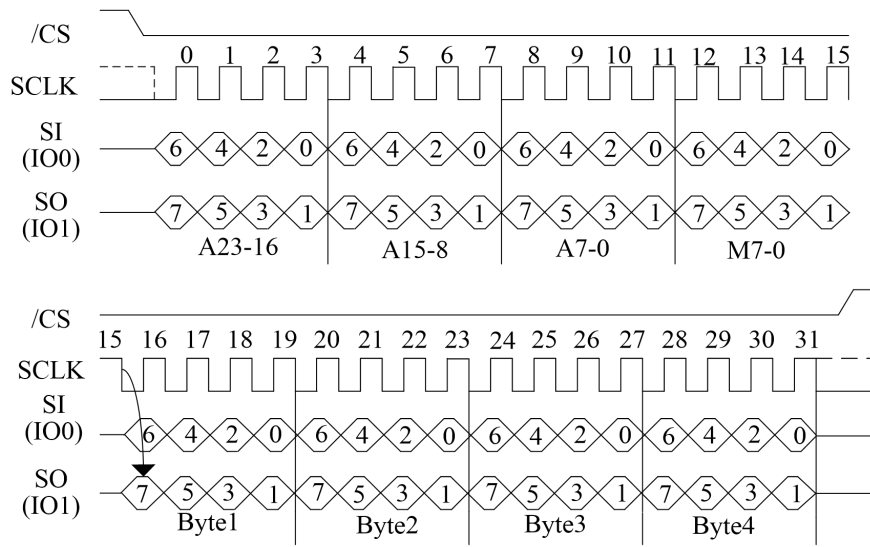 /CS
0 1 2 3 4 5 6 7 8 9 10 11 12 13 14 15
SCLK
SI
(IO0)
6 4 2 0 6 4 2 0 6 4 2 0 6 4 2 0
SO
(IO1)
7 5 3 1 7 5 3 1 7 5 3 1 7 5 3 1
A23-16 A15-8 A7-0 M7-0
/CS
15 16 17 18 19 20 21 22 23 24 25 26 27 28 29 30 31
SCLK
SI
(IO0)
6 4 2 0 6 4 2 0 6 4 2 0 6 4 2 0
SO
(IO1)
7 5 3 1 7 5 3 1 7 5 3 1 7 5 3 1
Byte1 Byte2 Byte3 Byte4